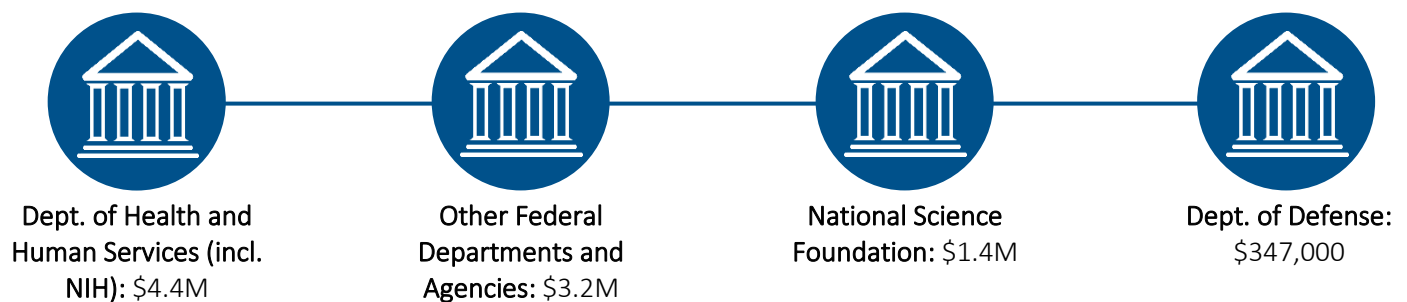 Dept. of Health and
Human Services (incl.
NIH): $4.4M
Other Federal
Departments and
Agencies: $3.2M
National Science
Foundation: $1.4M
Dept. of Defense:
$347,000